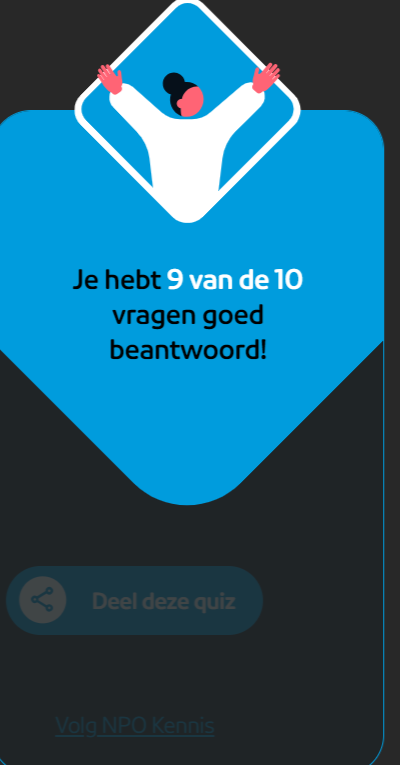 Je hebt 9 van de 10
vragen goed
beantwoord!
Deel deze quiz
Volg NPO Kennis